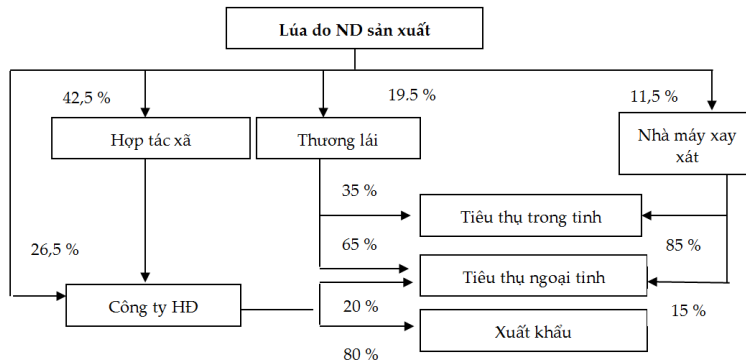 Lúa do ND sản xuất
42,5 %
19,5 %
11,5 %
Hợp tác xã
Thương lái
Nhà máy xay
xát
35 %
Tiêu thụ trong tỉnh
65 %
85 %
26,5 %
Công ty HĐ
Tiêu thụ ngoại tỉnh
20 %
15 %
Xuất khẩu
80 %